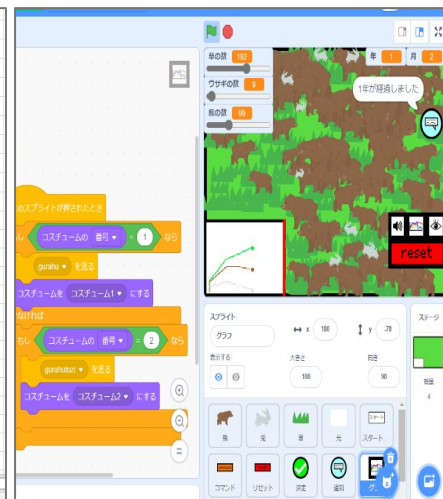 草の数 192
ウサギの数 9
熊の数 99
年 1 月 2
1年が経過しました
reset
のスプライトが押されたとき
もし コスチュームの 番号 = 1 なら
gurahu を送る
コスチュームを コスチューム1 にする
なければ
もし コスチュームの 番号 = 2 なら
gurahutozi を送る
コスチュームを コスチューム2 にする
スプライト
グラフ
x 180 y -78
表示する 大きさ 向き
100 90
熊 兎 草 光 スタート...
コマンド リセット 決定 通知 グ
ステージ
背景
4